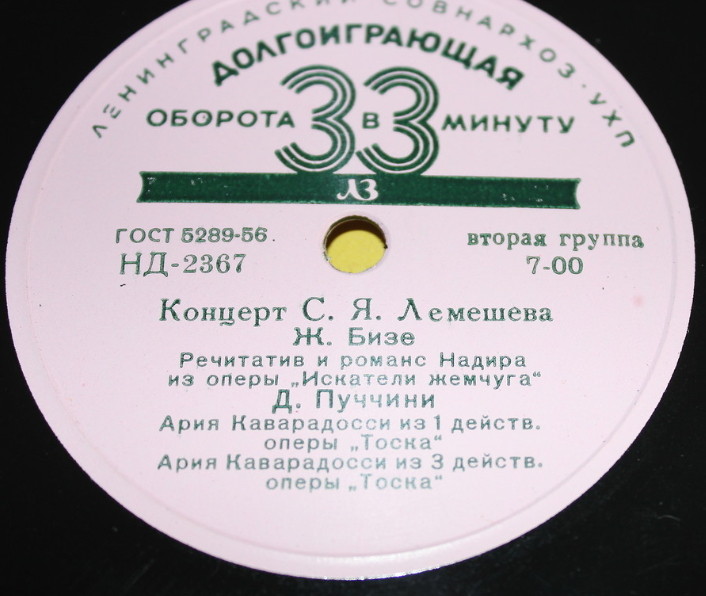 ЛЕНИНГРАДСКИЙ СОВНАРХОЗ · УХП
ДОЛГОИГРАЮЩАЯ
ОБОРОТА 33 В МИНУТУ
ЛЗ
ГОСТ 5289-56.
вторая группа
НД-2367
7-00
Концерт С. Я. Лемешева
Ж. Бизе
Речитатив и романс Надира
из оперы „Искатели жемчуга“
Д. Пуччини
Ария Каварадосси из 1 действ.
оперы „Тоска“
Ария Каварадосси из 3 действ.
оперы „Тоска“